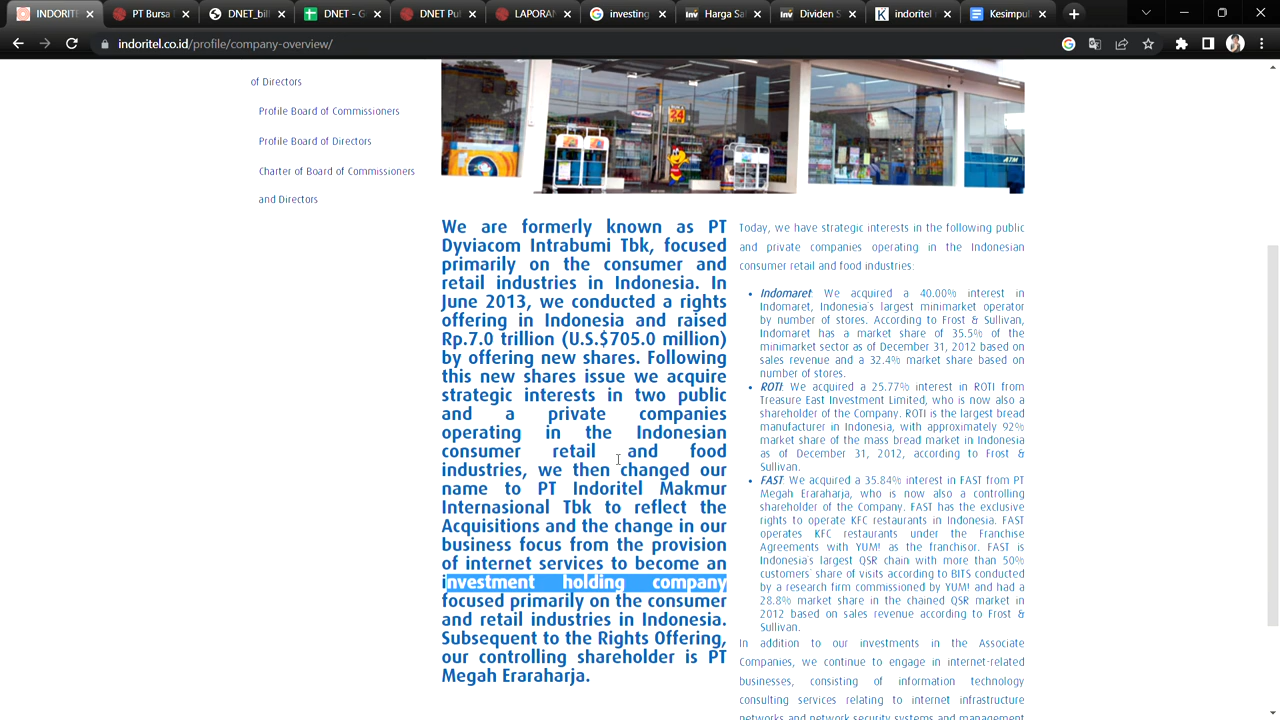 INDORITEL
PT Bursa
DNET_bill
DNET - G
DNET Pu
LAPORAN
investing
Harga Sa
Dividen S
indoritel
Kesimpul
indoritel.co.id/profile/company-overview/
of Directors
Profile Board of Commissioners
Profile Board of Directors
Charter of Board of Commissioners
and Directors
24
ATM
We are formerly known as PT
Dyviacom Intrabumi Tbk, focused
primarily on the consumer and
retail industries in Indonesia. In
June 2013, we conducted a rights
offering in Indonesia and raised
Rp.7.0 trillion (U.S.$705.0 million)
by offering new shares. Following
this new shares issue we acquire
strategic interests in two public
and a private companies
operating in the Indonesian
consumer retail and food
industries, we then changed our
name to PT Indoritel Makmur
Internasional Tbk to reflect the
Acquisitions and the change in our
business focus from the provision
of internet services to become an
investment holding company
focused primarily on the consumer
and retail industries in Indonesia.
Subsequent to the Rights Offering,
our controlling shareholder is PT
Megah Eraraharja.
Today, we have strategic interests in the following public
and private companies operating in the Indonesian
consumer retail and food industries:
• Indomaret: We acquired a 40.00% interest in
Indomaret, Indonesia's largest minimarket operator
by number of stores. According to Frost & Sullivan,
Indomaret has a market share of 35.5% of the
minimarket sector as of December 31, 2012 based on
sales revenue and a 32.4% market share based on
number of stores.
• ROTI: We acquired a 25.77% interest in ROTI from
Treasure East Investment Limited, who is now also a
shareholder of the Company. ROTI is the largest bread
manufacturer in Indonesia, with approximately 92%
market share of the mass bread market in Indonesia
as of December 31, 2012, according to Frost &
Sullivan.
• FAST: We acquired a 35.84% interest in FAST from PT
Megah Eraraharja, who is now also a controlling
shareholder of the Company. FAST has the exclusive
rights to operate KFC restaurants in Indonesia. FAST
operates KFC restaurants under the Franchise
Agreements with YUM! as the franchisor. FAST is
Indonesia's largest QSR chain with more than 50%
customers' share of visits according to BITS conducted
by a research firm commissioned by YUM! and had a
28.8% market share in the chained QSR market in
2012 based on sales revenue according to Frost &
Sullivan.
In addition to our investments in the Associate
Companies, we continue to engage in internet-related
businesses, consisting of information technology
consulting services relating to internet infrastructure
networks and network security systems and management